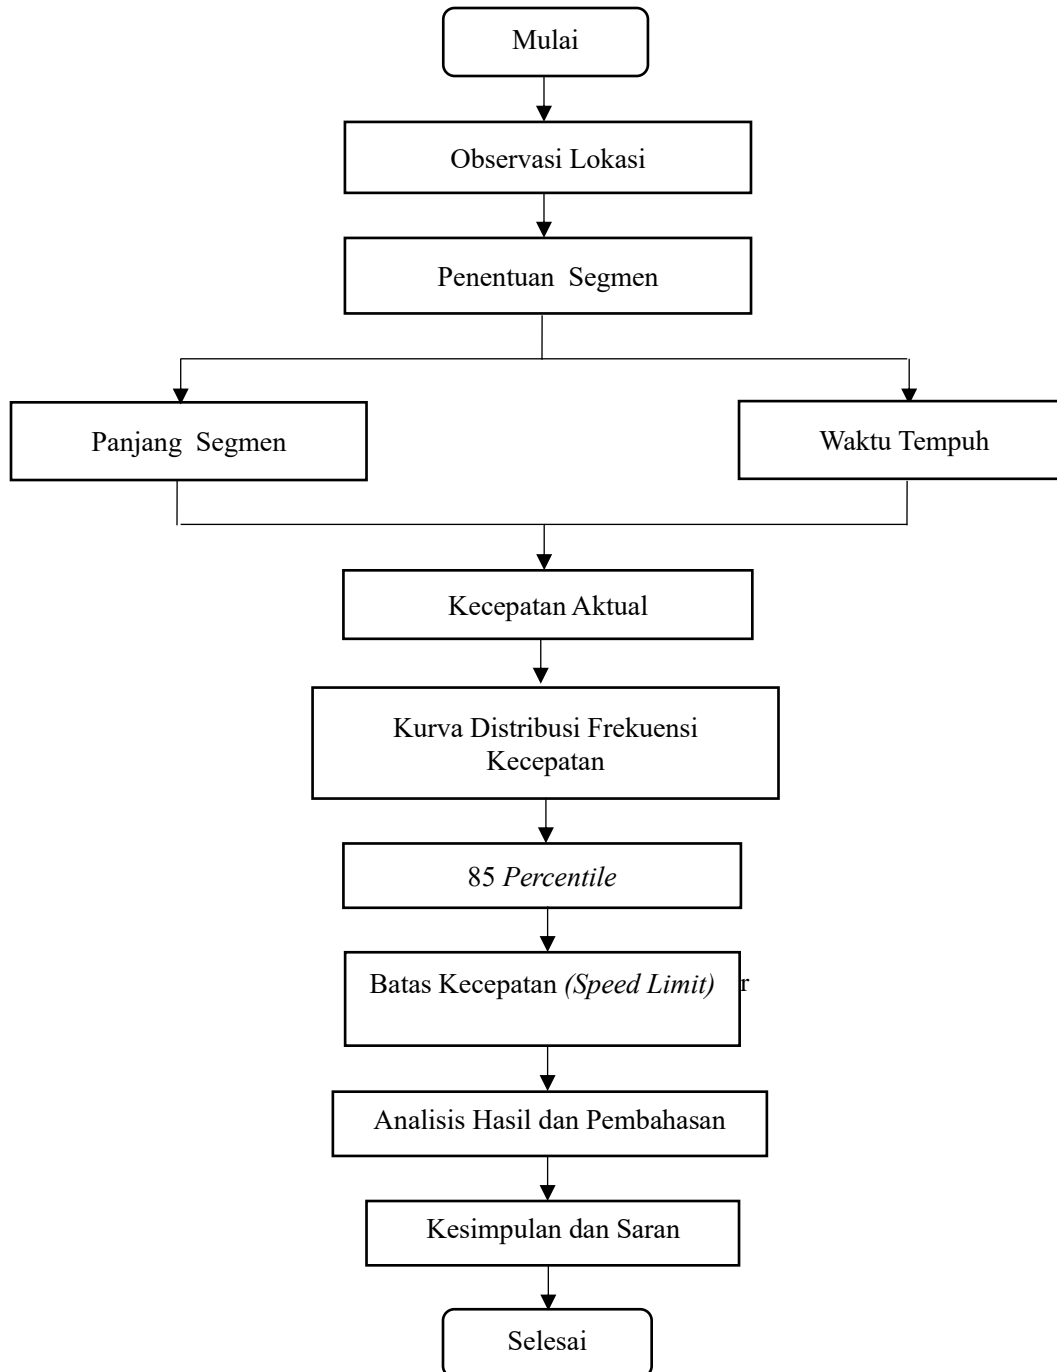 Mulai
Observasi Lokasi
Penentuan  Segmen
Panjang  Segmen
Waktu Tempuh
Kecepatan Aktual
Kurva Distribusi Frekuensi
Kecepatan
85 Percentile
Batas Kecepatan (Speed Limit) r
Analisis Hasil dan Pembahasan
Kesimpulan dan Saran
Selesai